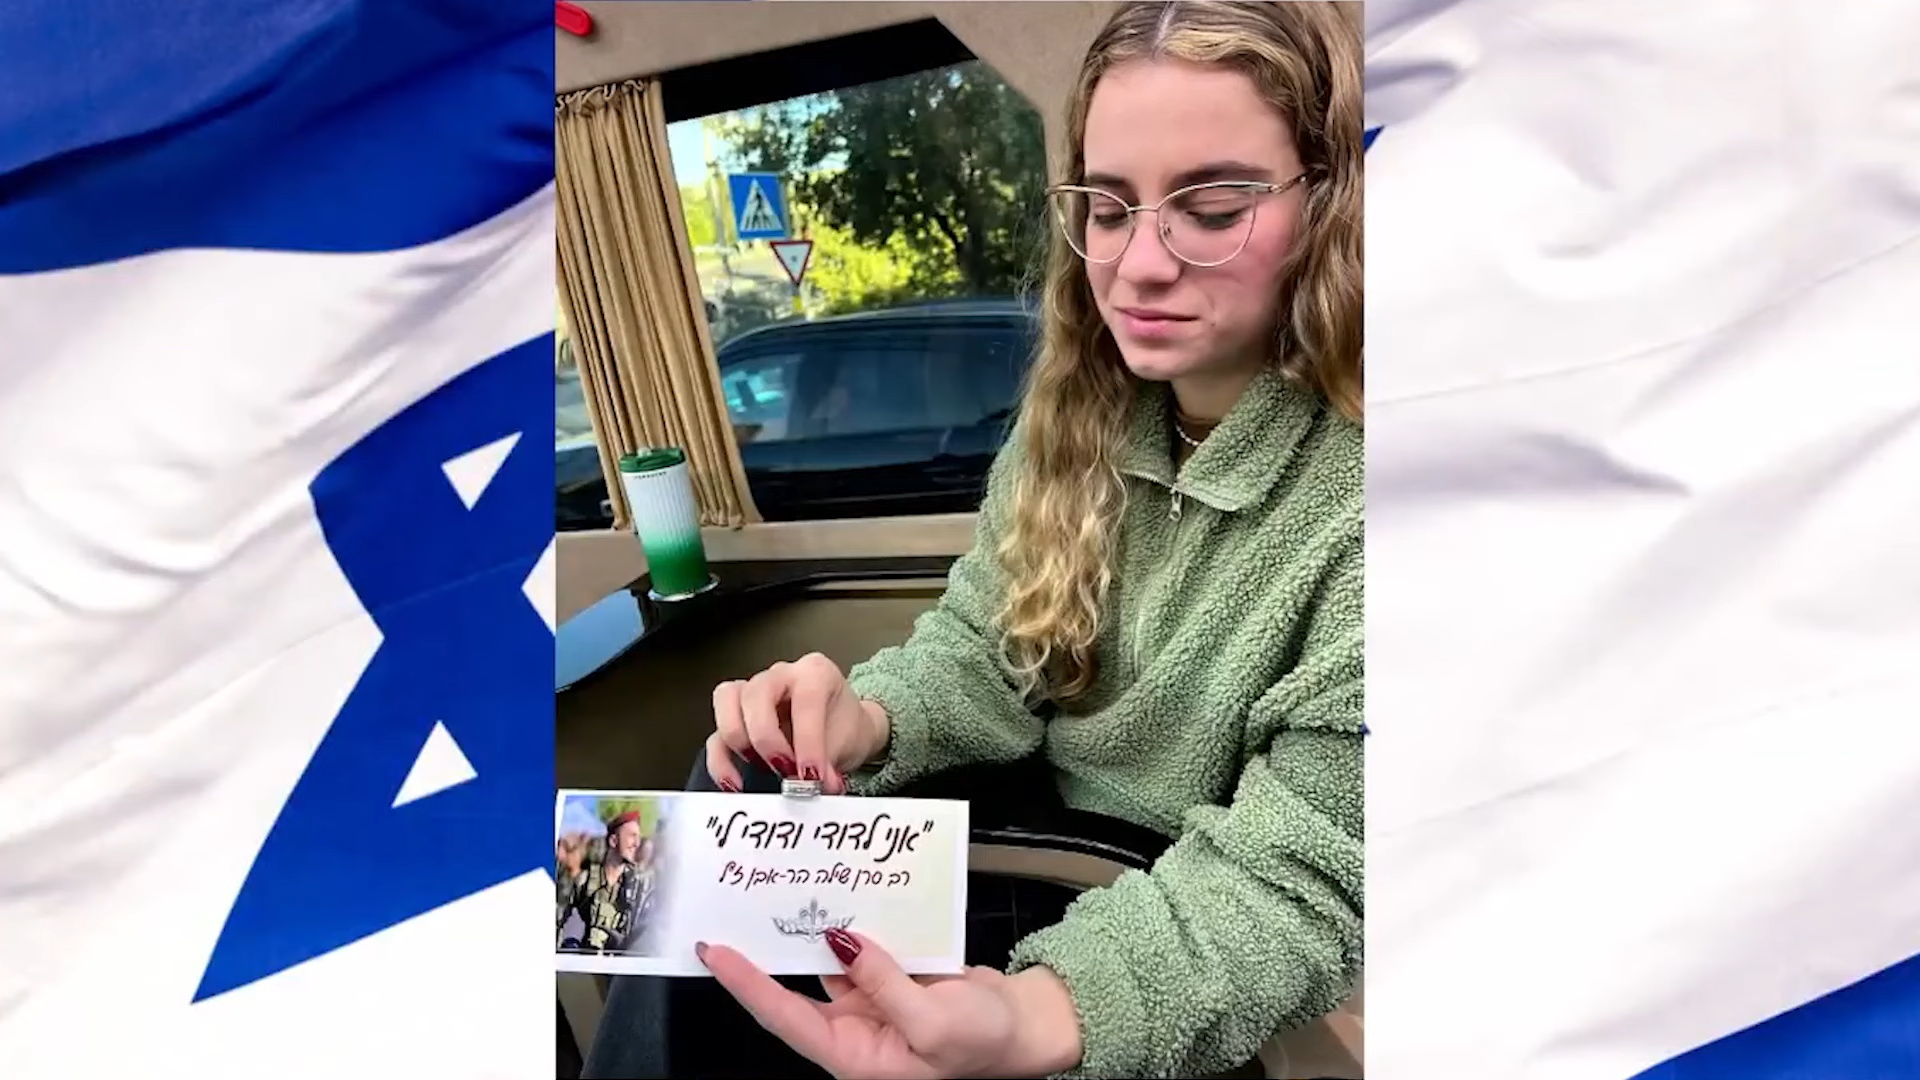 "אני לדודי ודודי לי"
רב סרן שילה הר-אבן ז"ל